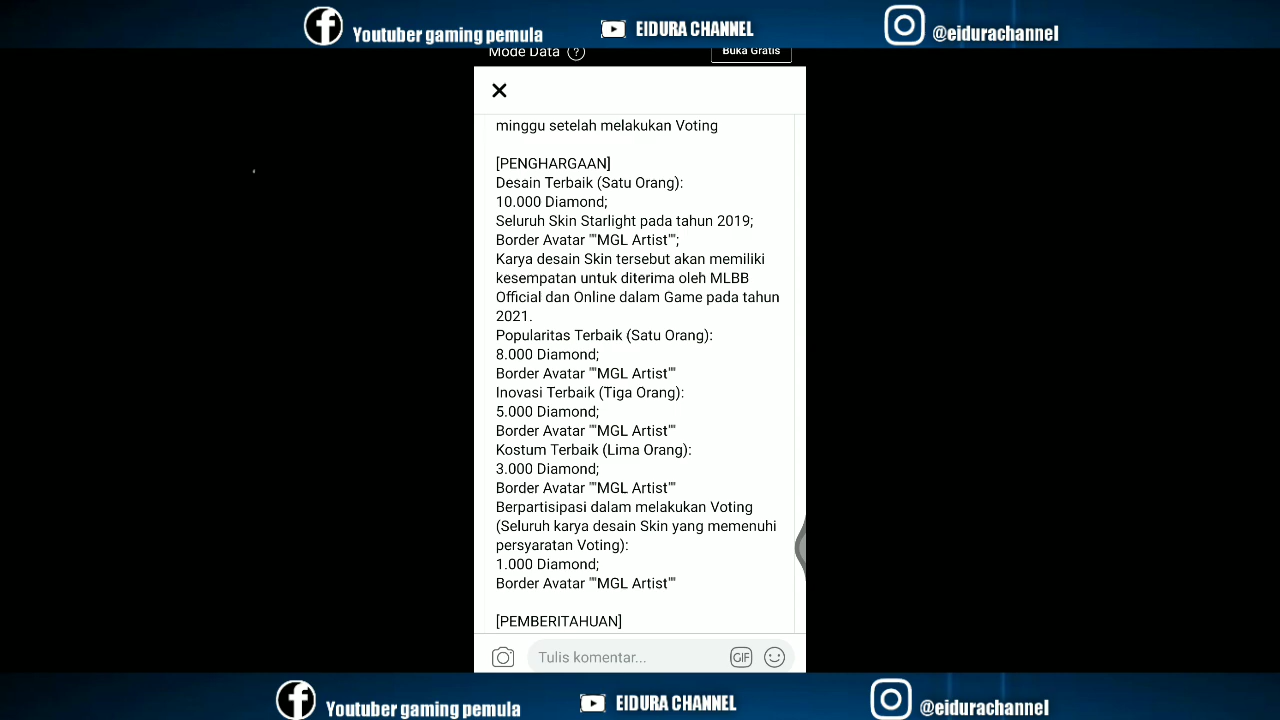 Youtuber gaming pemula
EIDURA CHANNEL
@eidurachannel
Mode Data ?
Buka Gratis
minggu setelah melakukan Voting
[PENGHARGAAN]
Desain Terbaik (Satu Orang):
10.000 Diamond;
Seluruh Skin Starlight pada tahun 2019;
Border Avatar ""MGL Artist"";
Karya desain Skin tersebut akan memiliki
kesempatan untuk diterima oleh MLBB
Official dan Online dalam Game pada tahun
2021.
Popularitas Terbaik (Satu Orang):
8.000 Diamond;
Border Avatar ""MGL Artist""
Inovasi Terbaik (Tiga Orang):
5.000 Diamond;
Border Avatar ""MGL Artist""
Kostum Terbaik (Lima Orang):
3.000 Diamond;
Border Avatar ""MGL Artist""
Berpartisipasi dalam melakukan Voting
(Seluruh karya desain Skin yang memenuhi
persyaratan Voting):
1.000 Diamond;
Border Avatar ""MGL Artist""
[PEMBERITAHUAN]
Tulis komentar...
GIF
Youtuber gaming pemula
EIDURA CHANNEL
@eidurachannel